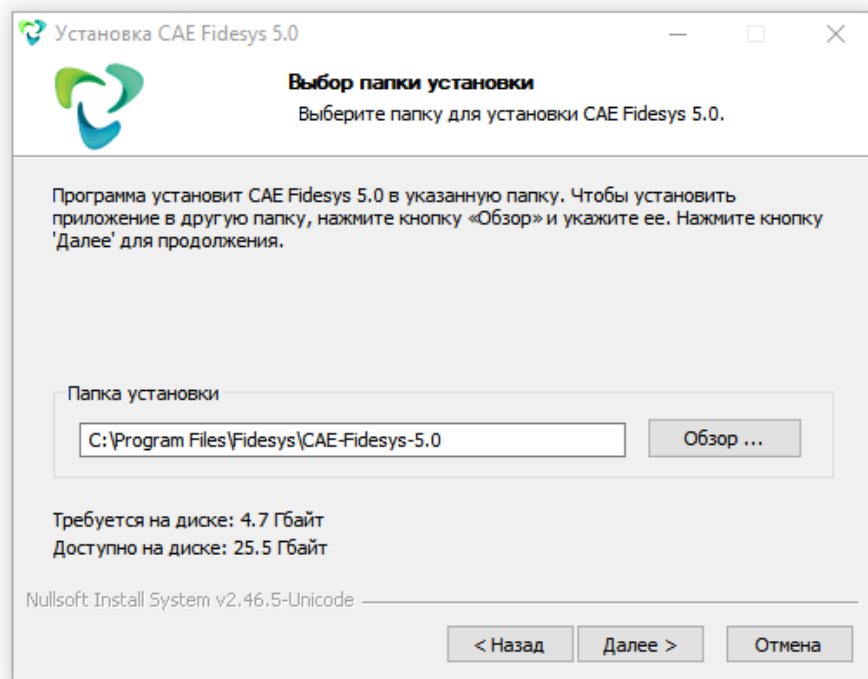 Установка CAE Fidesys 5.0
Выбор папки установки
Выберите папку для установки CAE Fidesys 5.0.
Программа установит CAE Fidesys 5.0 в указанную папку. Чтобы установить
приложение в другую папку, нажмите кнопку «Обзор» и укажите ее. Нажмите кнопку
'Далее' для продолжения.
Папка установки
C:\Program Files\Fidesys\CAE-Fidesys-5.0
Обзор ...
Требуется на диске: 4.7 Гбайт
Доступно на диске: 25.5 Гбайт
Nullsoft Install System v2.46.5-Unicode
< Назад
Далее >
Отмена